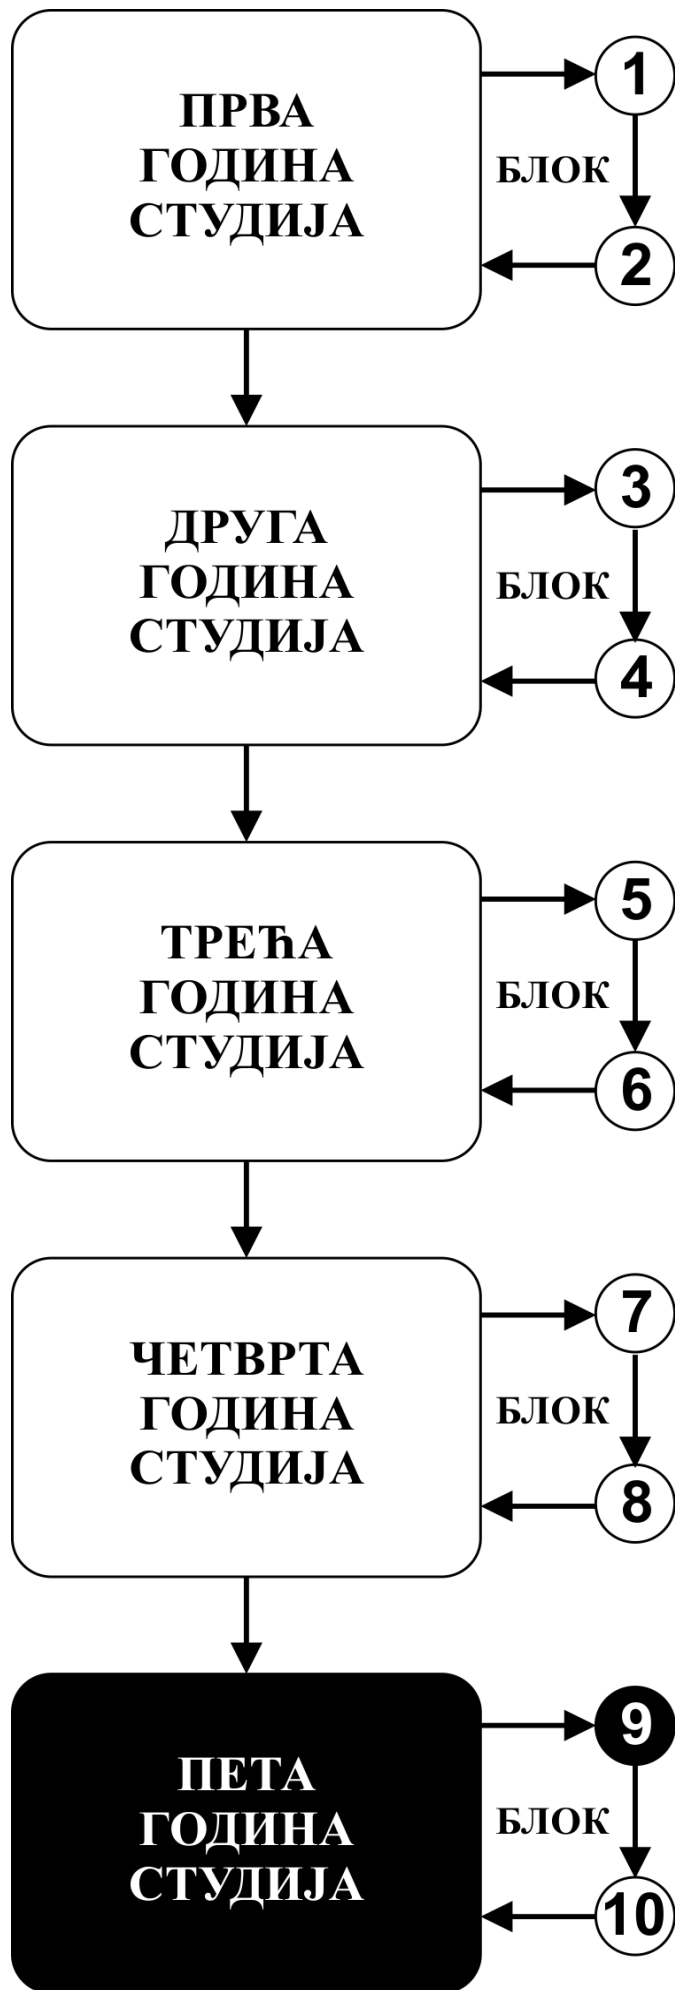 ПРВА
ГОДИНА
СТУДИЈА
1
БЛОК
2
ДРУГА
ГОДИНА
СТУДИЈА
3
БЛОК
4
ТРЕЋА
ГОДИНА
СТУДИЈА
5
БЛОК
6
ЧЕТВРТА
ГОДИНА
СТУДИЈА
7
БЛОК
8
ПЕТА
ГОДИНА
СТУДИЈА
9
БЛОК
10